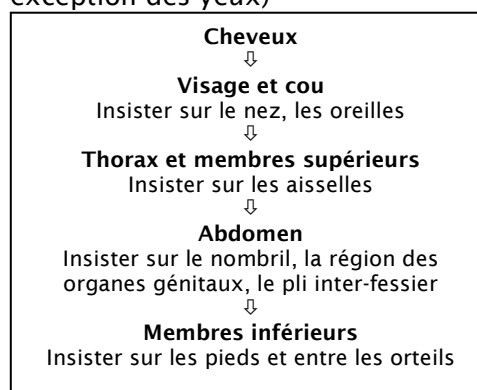 exception des yeux)
Cheveux
⇩
Visage et cou
Insister sur le nez, les oreilles
⇩
Thorax et membres supérieurs
Insister sur les aisselles
⇩
Abdomen
Insister sur le nombril, la région des
organes génitaux, le pli inter-fessier
⇩
Membres inférieurs
Insister sur les pieds et entre les orteils